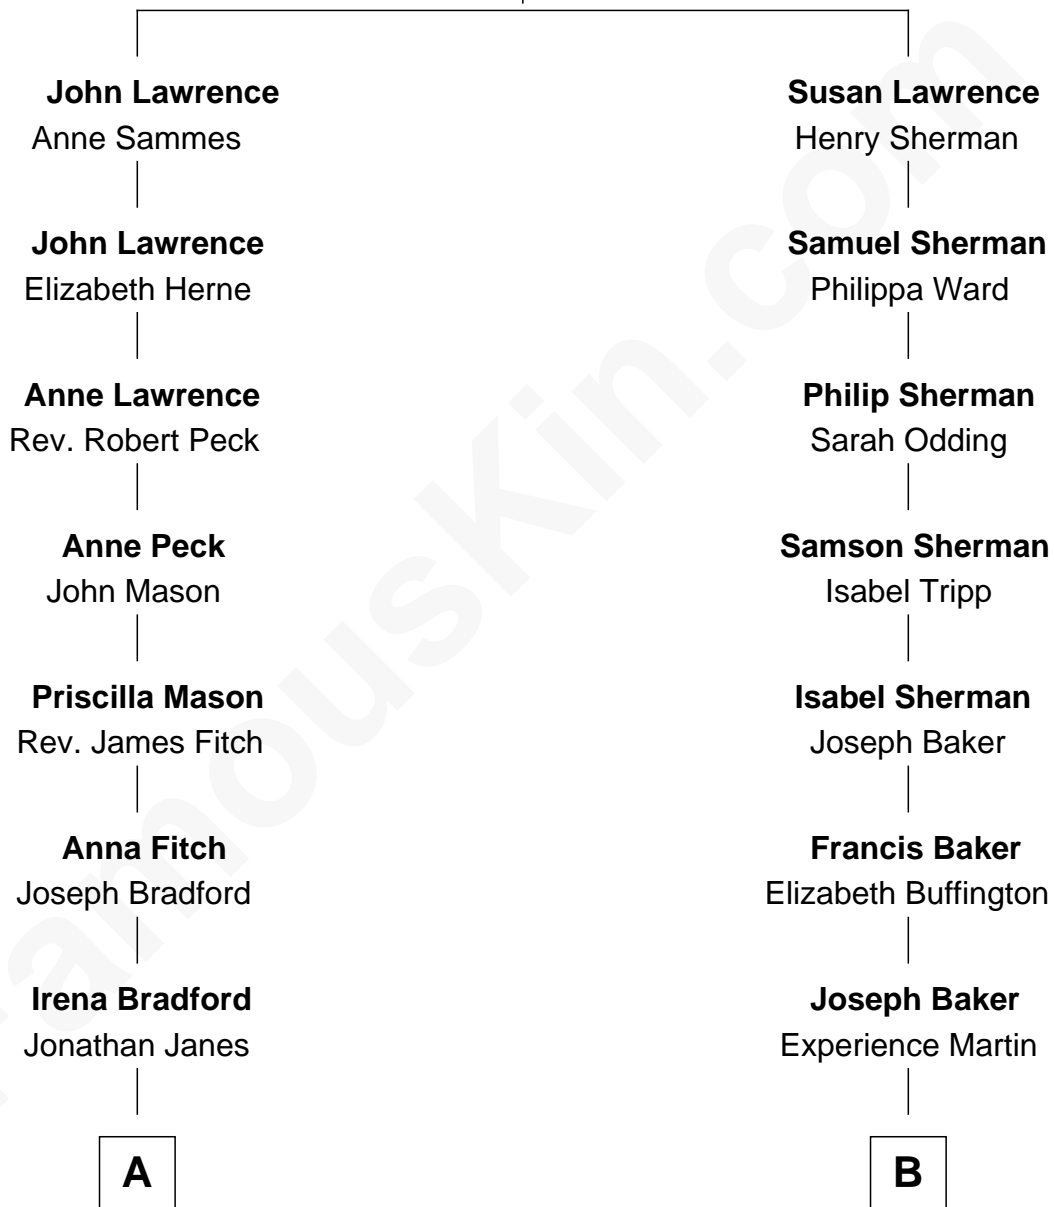 John Lawrence
Anne Sammes
John Lawrence
Elizabeth Herne
Anne Lawrence
Rev. Robert Peck
Anne Peck
John Mason
Priscilla Mason
Rev. James Fitch
Anna Fitch
Joseph Bradford
Irena Bradford
Jonathan Janes
A
Susan Lawrence
Henry Sherman
Samuel Sherman
Philippa Ward
Philip Sherman
Sarah Odding
Samson Sherman
Isabel Tripp
Isabel Sherman
Joseph Baker
Francis Baker
Elizabeth Buffington
Joseph Baker
Experience Martin
B
FamousKin.com